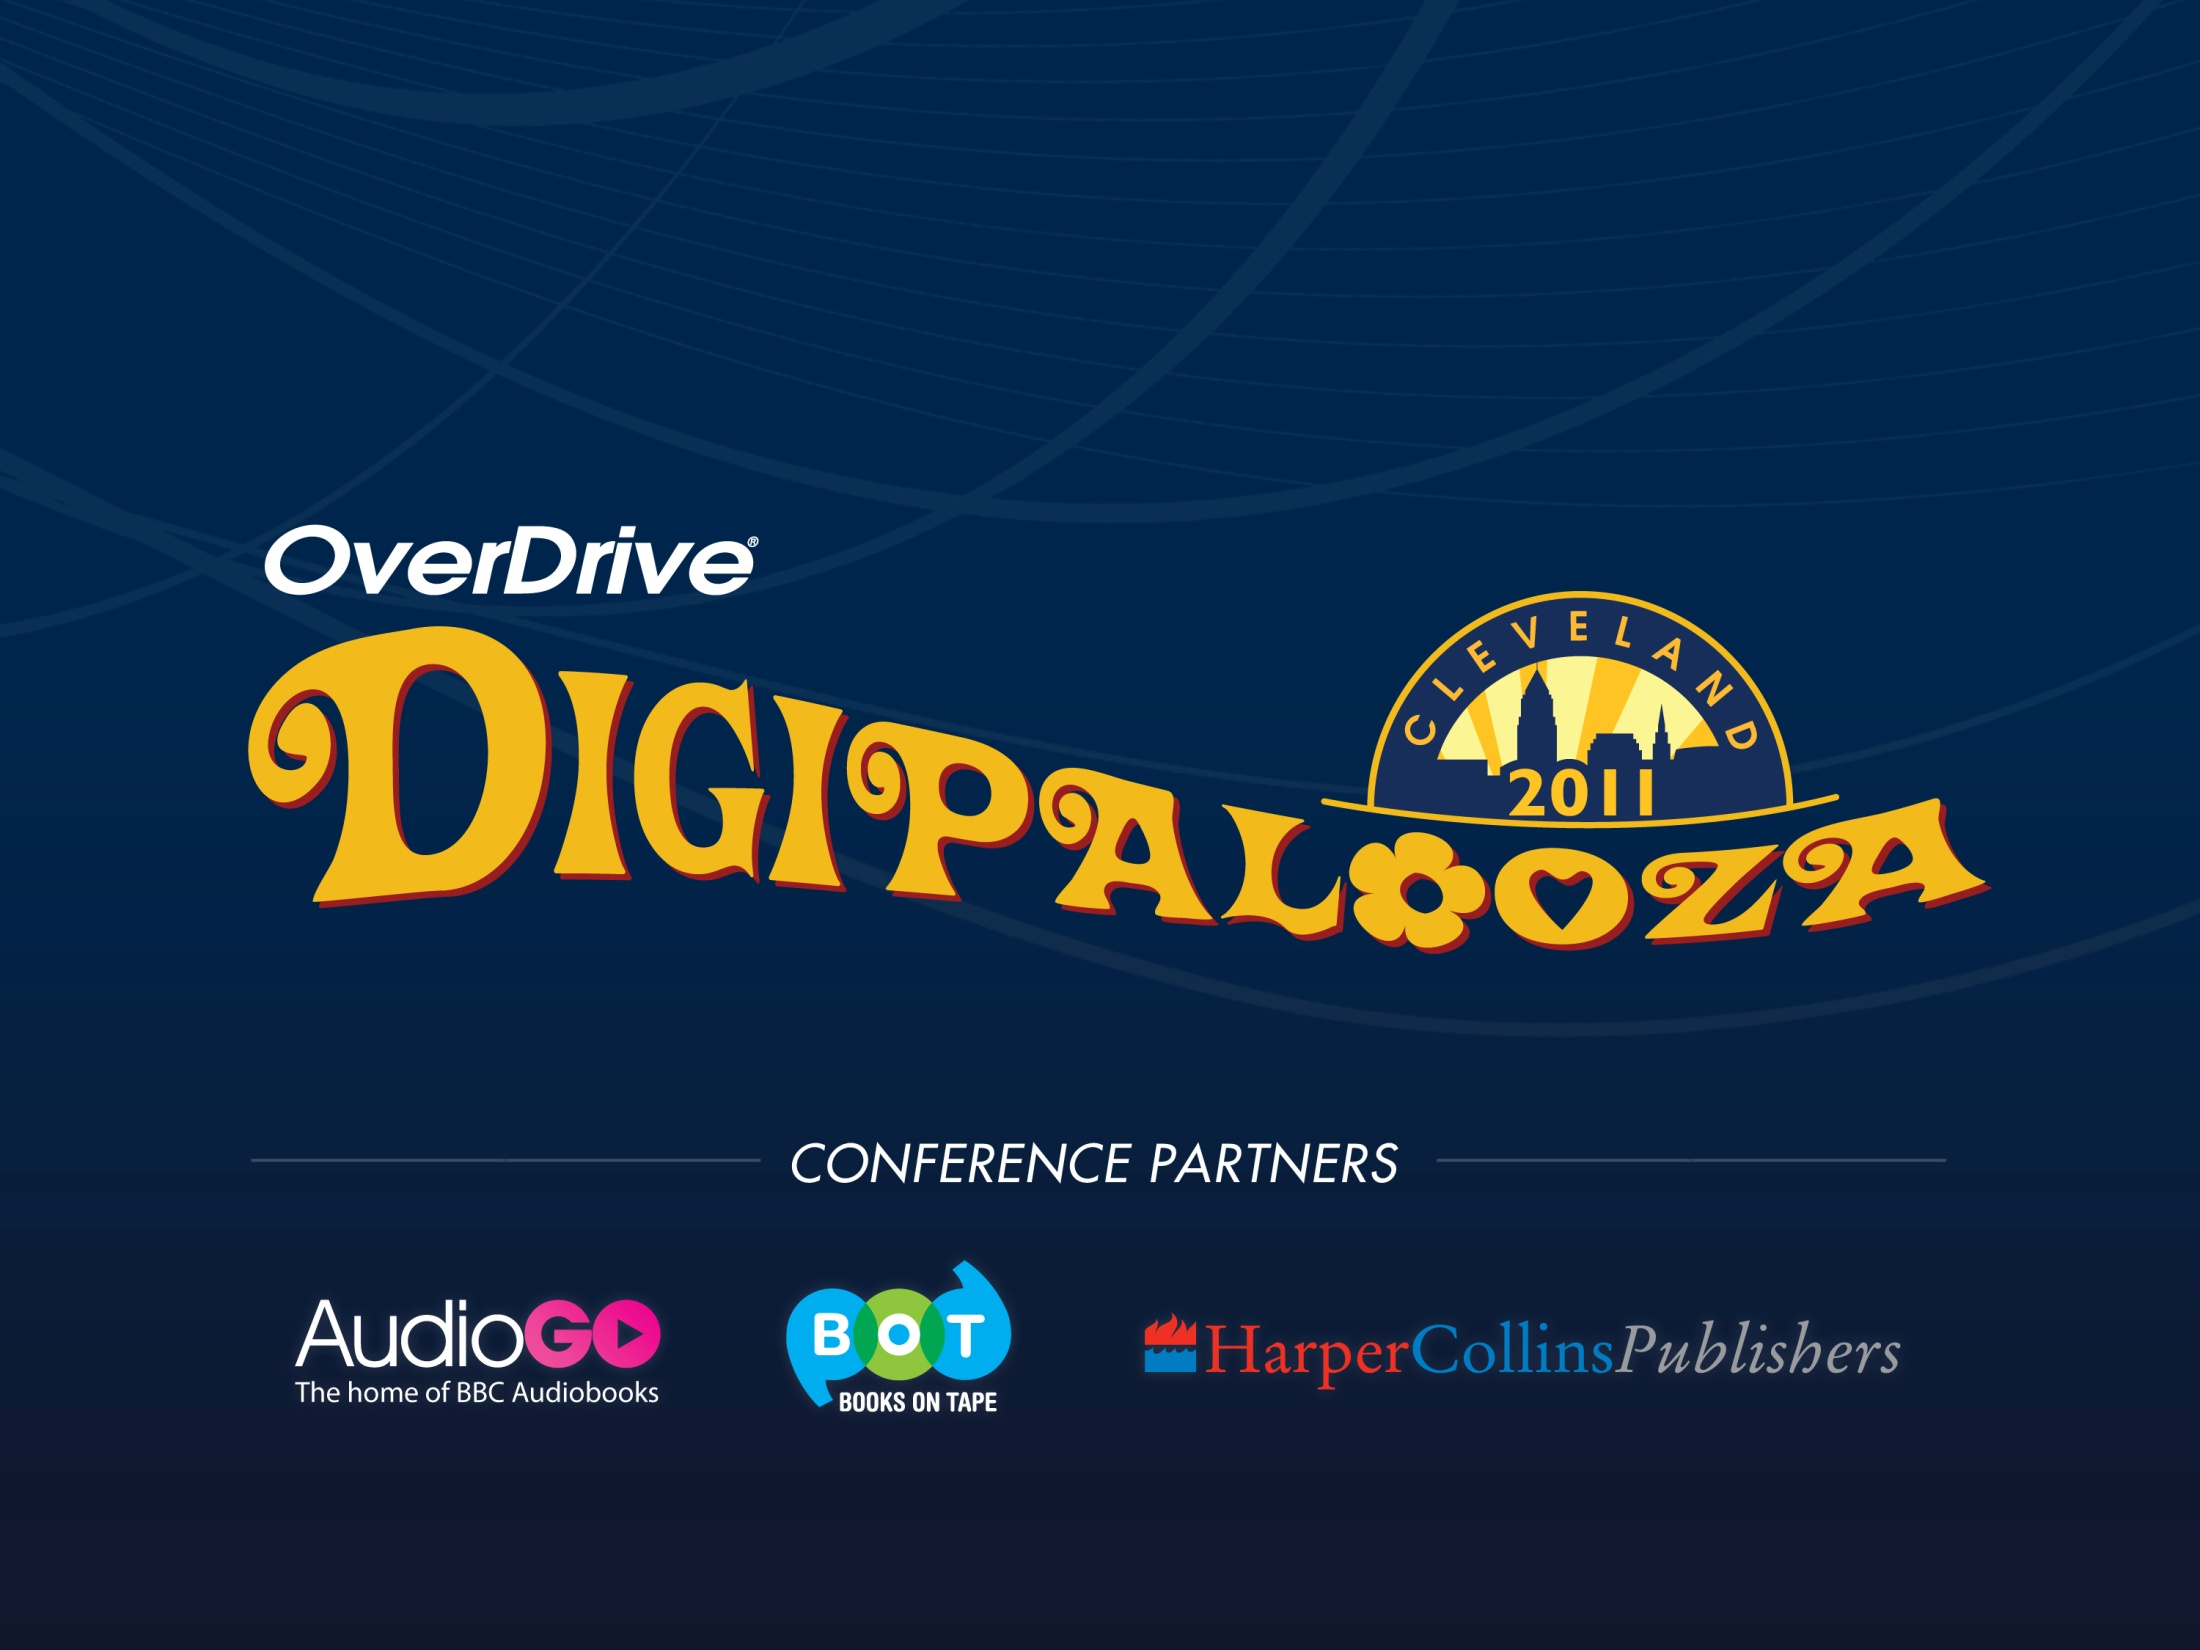 OverDrive®
CLEVELAND
2011
DIGIPALOOZA
CONFERENCE PARTNERS
AudioGO
The home of BBC Audiobooks
BOT
BOOKS ON TAPE
HarperCollinsPublishers